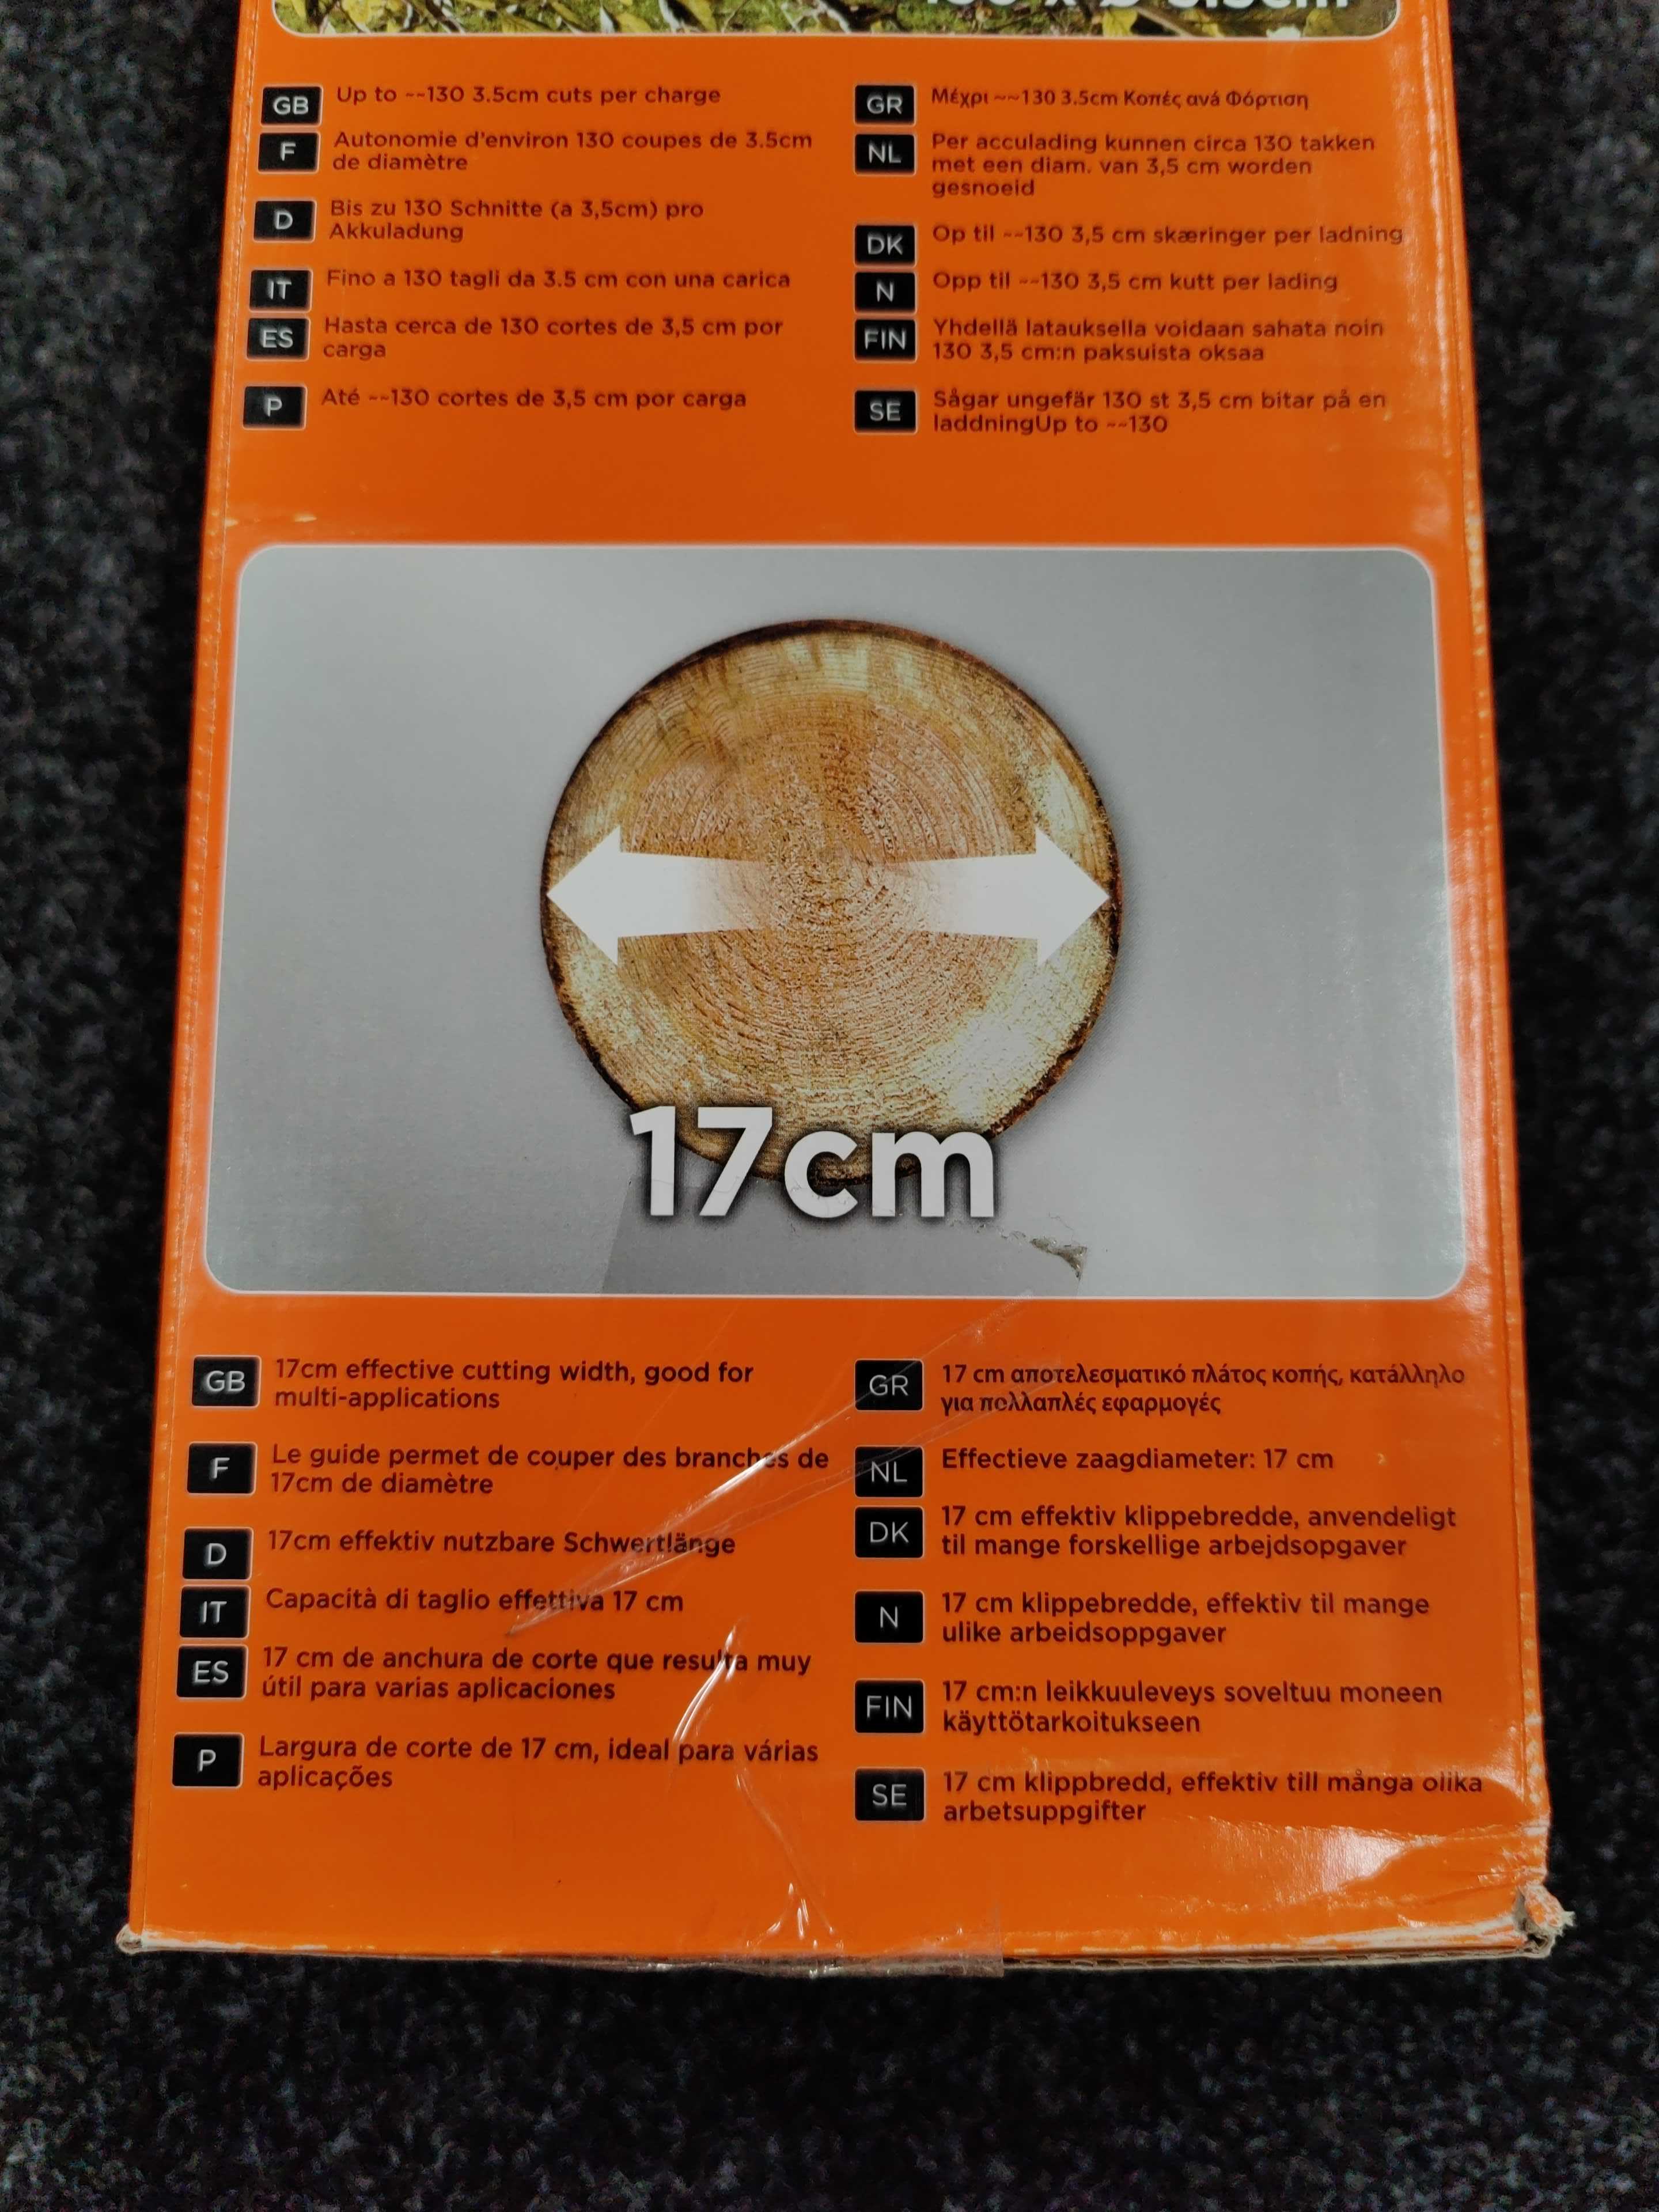 GB Up to ~~130 3.5cm cuts per charge
F Autonomie d'environ 130 coupes de 3.5cm
de diamètre
D Bis zu 130 Schnitte (a 3,5cm) pro
Akkuladung
IT Fino a 130 tagli da 3.5 cm con una carica
ES Hasta cerca de 130 cortes de 3,5 cm por
carga
P Até ~~130 cortes de 3,5 cm por carga
GR Μέχρι ~~130 3.5cm Κοπές ανά Φόρτιση
NL Per acculading kunnen circa 130 takken
met een diam. van 3,5 cm worden
gesnoeid
DK Op til ~~130 3,5 cm skæringer per ladning
N Opp til ~~130 3,5 cm kutt per lading
FIN Yhdellä latauksella voidaan sahata noin
130 3,5 cm:n paksuista oksaa
SE Sågar ungefär 130 st 3,5 cm bitar på en
laddningUp to ~~130
17cm
GB 17cm effective cutting width, good for
multi-applications
F Le guide permet de couper des branches de
17cm de diamètre
D 17cm effektiv nutzbare Schwertlänge
IT Capacità di taglio effettiva 17 cm
ES 17 cm de anchura de corte que resulta muy
útil para varias aplicaciones
P Largura de corte de 17 cm, ideal para várias
aplicações
GR 17 cm αποτελεσματικό πλάτος κοπής, κατάλληλο
για πολλαπλές εφαρμογές
NL Effectieve zaagdiameter: 17 cm
DK 17 cm effektiv klippebredde, anvendeligt
til mange forskellige arbejdsopgaver
N 17 cm klippebredde, effektiv til mange
ulike arbeidsoppgaver
FIN 17 cm:n leikkuuleveys soveltuu moneen
käyttötarkoitukseen
SE 17 cm klippbredd, effektiv till många olika
arbetsuppgifter